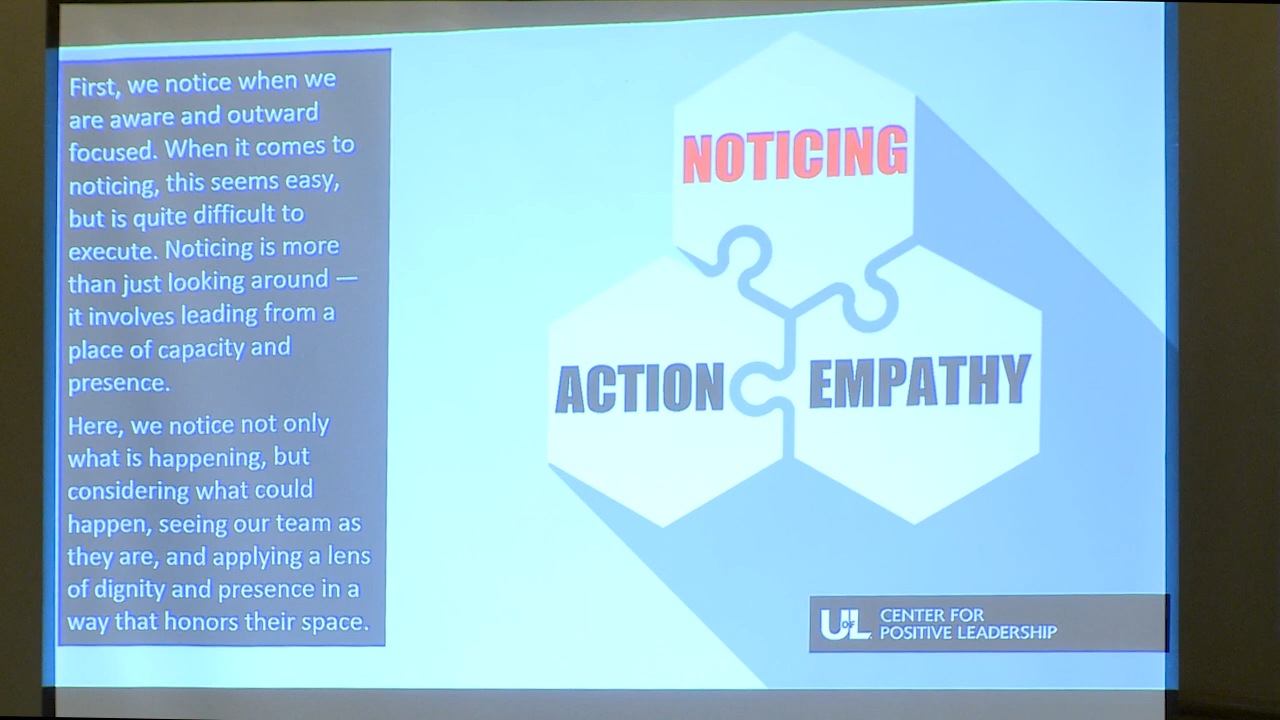 First, we notice when we
are aware and outward
focused. When it comes to
noticing, this seems easy,
but is quite difficult to
execute. Noticing is more
than just looking around —
it involves leading from a
place of capacity and
presence.
Here, we notice not only
what is happening, but
considering what could
happen, seeing our team as
they are, and applying a lens
of dignity and presence in a
way that honors their space.
NOTICING
ACTION
EMPATHY
UOFL
CENTER FOR
POSITIVE LEADERSHIP